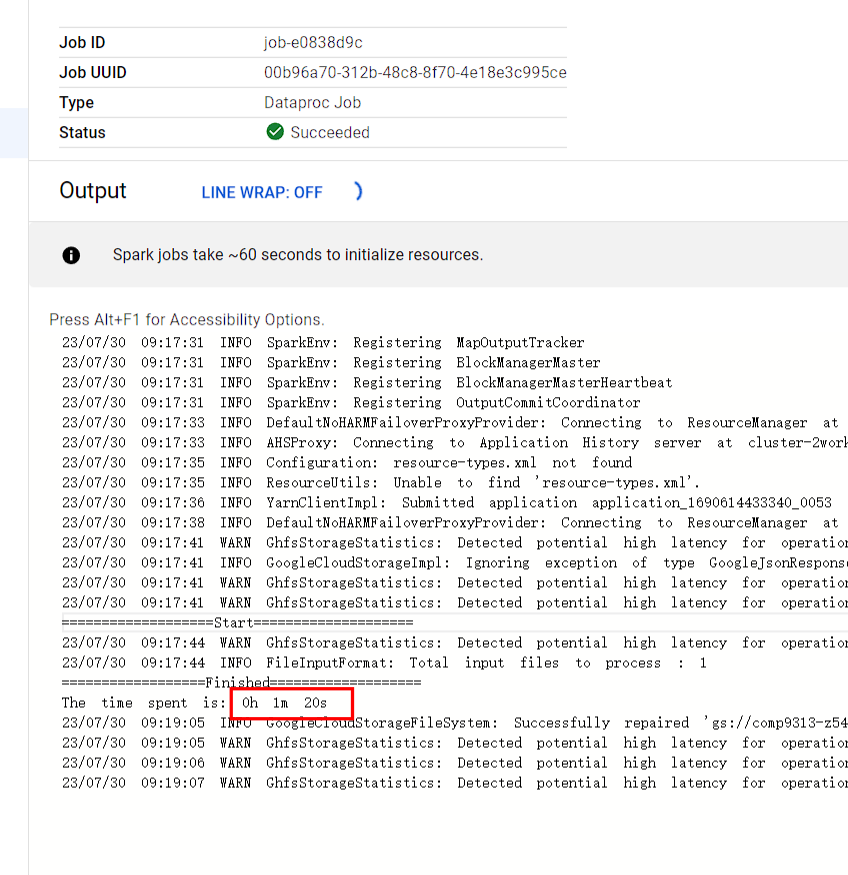 Job ID job-e0838d9c
Job UUID 00b96a70-312b-48c8-8f70-4e18e3c995ce
Type Dataproc Job
Status Succeeded
Output LINE WRAP: OFF
Spark jobs take ~60 seconds to initialize resources.
Press Alt+F1 for Accessibility Options.
23/07/30 09:17:31 INFO SparkEnv: Registering MapOutputTracker
23/07/30 09:17:31 INFO SparkEnv: Registering BlockManagerMaster
23/07/30 09:17:31 INFO SparkEnv: Registering BlockManagerMasterHeartbeat
23/07/30 09:17:31 INFO SparkEnv: Registering OutputCommitCoordinator
23/07/30 09:17:33 INFO DefaultNoHARMFailoverProxyProvider: Connecting to ResourceManager at
23/07/30 09:17:33 INFO AHSProxy: Connecting to Application History server at cluster-2work
23/07/30 09:17:35 INFO Configuration: resource-types.xml not found
23/07/30 09:17:35 INFO ResourceUtils: Unable to find 'resource-types.xml'.
23/07/30 09:17:36 INFO YarnClientImpl: Submitted application application_1690614433340_0053
23/07/30 09:17:38 INFO DefaultNoHARMFailoverProxyProvider: Connecting to ResourceManager at
23/07/30 09:17:41 WARN GhfsStorageStatistics: Detected potential high latency for operation
23/07/30 09:17:41 INFO GoogleCloudStorageImpl: Ignoring exception of type GoogleJsonResponse
23/07/30 09:17:41 WARN GhfsStorageStatistics: Detected potential high latency for operation
23/07/30 09:17:41 WARN GhfsStorageStatistics: Detected potential high latency for operation
===================Start====================
23/07/30 09:17:44 WARN GhfsStorageStatistics: Detected potential high latency for operation
23/07/30 09:17:44 INFO FileInputFormat: Total input files to process : 1
==================Finished===================
The time spent is: 0h 1m 20s
23/07/30 09:19:05 INFO GoogleCloudStorageFileSystem: Successfully repaired 'gs://comp9313-z54
23/07/30 09:19:05 WARN GhfsStorageStatistics: Detected potential high latency for operation
23/07/30 09:19:06 WARN GhfsStorageStatistics: Detected potential high latency for operation
23/07/30 09:19:07 WARN GhfsStorageStatistics: Detected potential high latency for operation